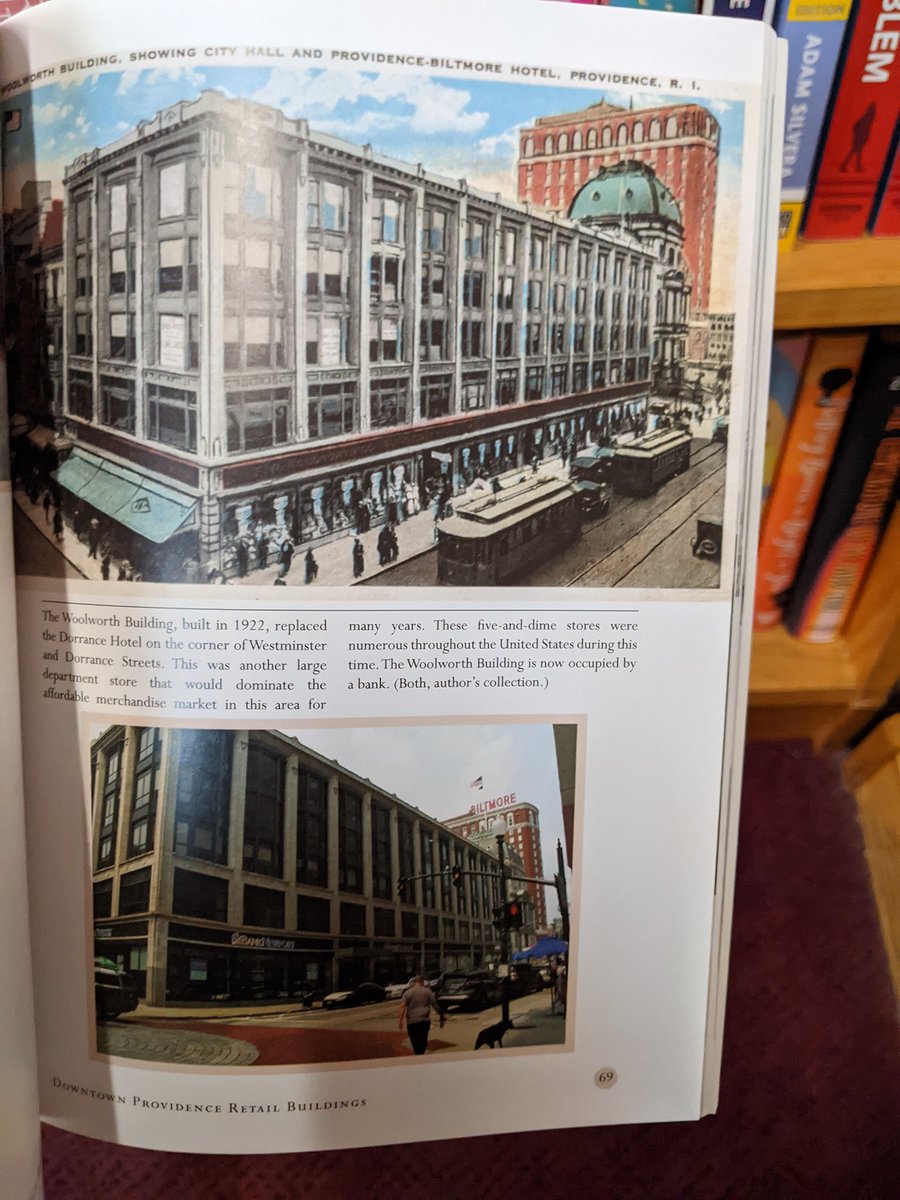 WOOLWORTH BUILDING, SHOWING CITY HALL AND PROVIDENCE-BILTMORE HOTEL, PROVIDENCE, R. I.
The Woolworth Building, built in 1922, replaced
the Dorrance Hotel on the corner of Westminster
and Dorrance Streets. This was another large
department store that would dominate the
affordable merchandise market in this area for
many years. These five-and-dime stores were
numerous throughout the United States during this
time. The Woolworth Building is now occupied by
a bank. (Both, author's collection.)
BILTMORE
BANKNEWPORT
Downtown Providence Retail Buildings
69
EDITION
ADAM SILVERA
BLEM